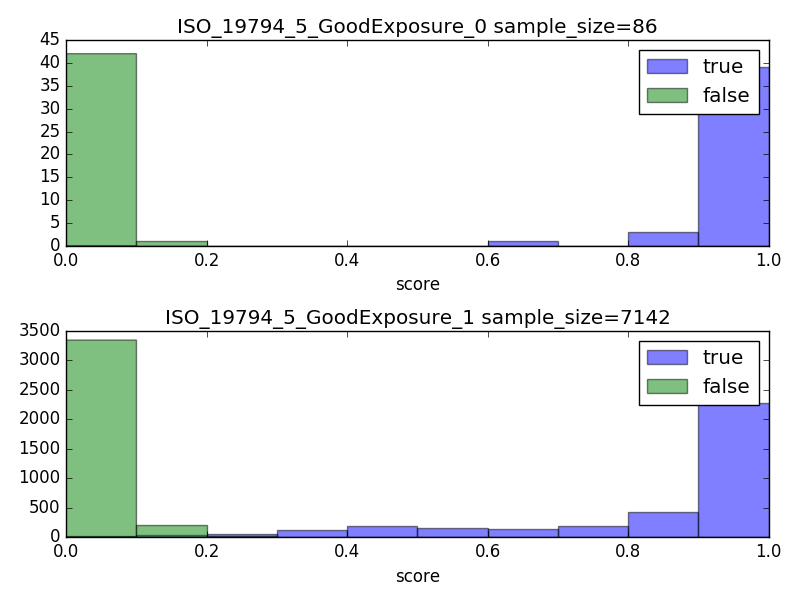 ISO_19794_5_GoodExposure_0 sample_size=86
45
40
35
30
25
20
15
10
5
0
true
false
0.0 0.2 0.4 0.6 0.8 1.0
score
ISO_19794_5_GoodExposure_1 sample_size=7142
3500
3000
2500
2000
1500
1000
500
0
true
false
0.0 0.2 0.4 0.6 0.8 1.0
score